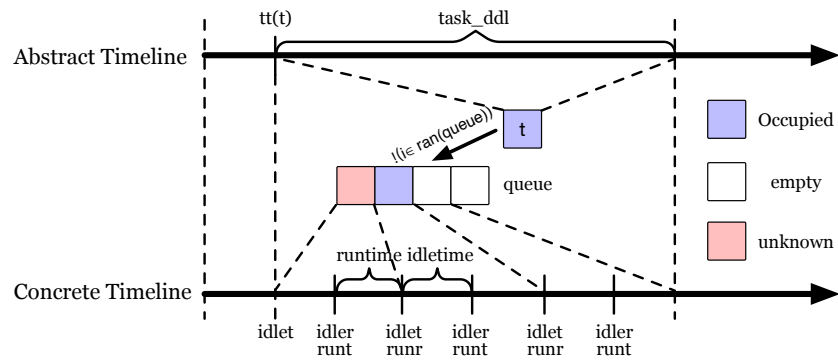 tt(t) task_ddl
Abstract Timeline
!(i∈ ran(queue))
t
Occupied
queue
empty
unknown
runtime idletime
Concrete Timeline
idlet idler idlet idler idlet idler
runt runr runt runr runt